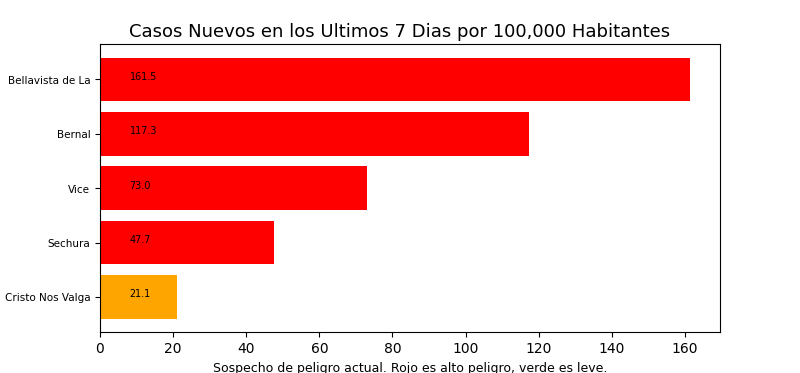 Casos Nuevos en los Ultimos 7 Dias por 100,000 Habitantes
Bellavista de La
161.5
Bernal
117.3
Vice
73.0
Sechura
47.7
Cristo Nos Valga
21.1
0 20 40 60 80 100 120 140 160
Sospecho de peligro actual. Rojo es alto peligro, verde es leve.